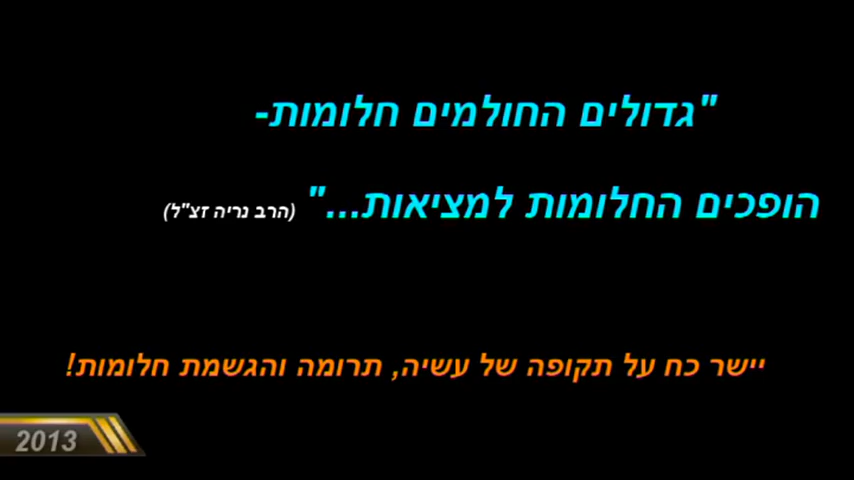 "גדולים החולמים חלומות-
הופכים החלומות למציאות..." (הרב נריה זצ"ל)
יישר כח על תקופה של עשיה, תרומה והגשמת חלומות!
2013